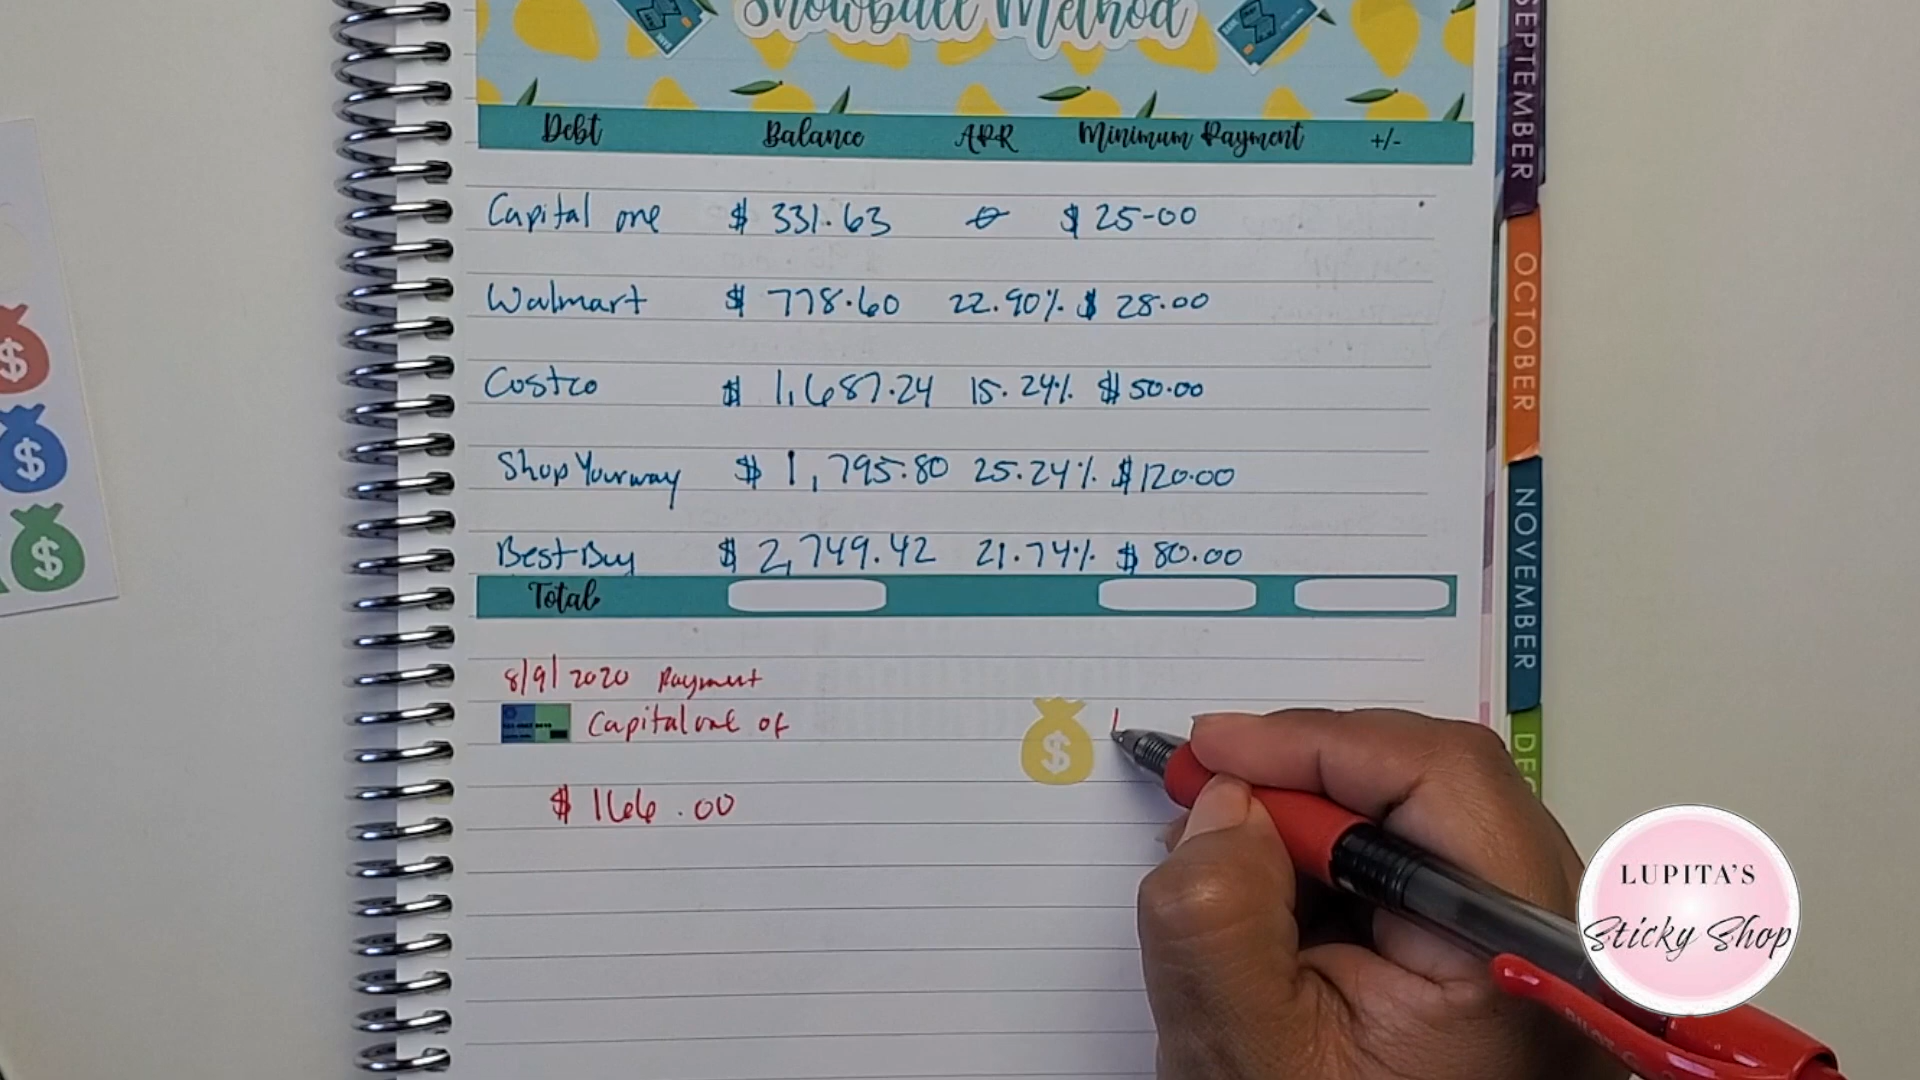 Snowball Method
Debt Balance APR Minimum Payment +/-
Capital one $ 331.63 $ 25-00
Walmart $ 778.60 22.90% $ 28.00
Costco $ 1,687.24 15.24% $ 50.00
Shop Yourway $ 1,795.80 25.24% $ 120.00
Best Buy $ 2,749.42 21.74% $ 80.00
Total
8/9/2020 Payment
Capital one of
$ 166.00
SEPTEMBER
OCTOBER
NOVEMBER
DEC
LUPITA'S
Sticky Shop